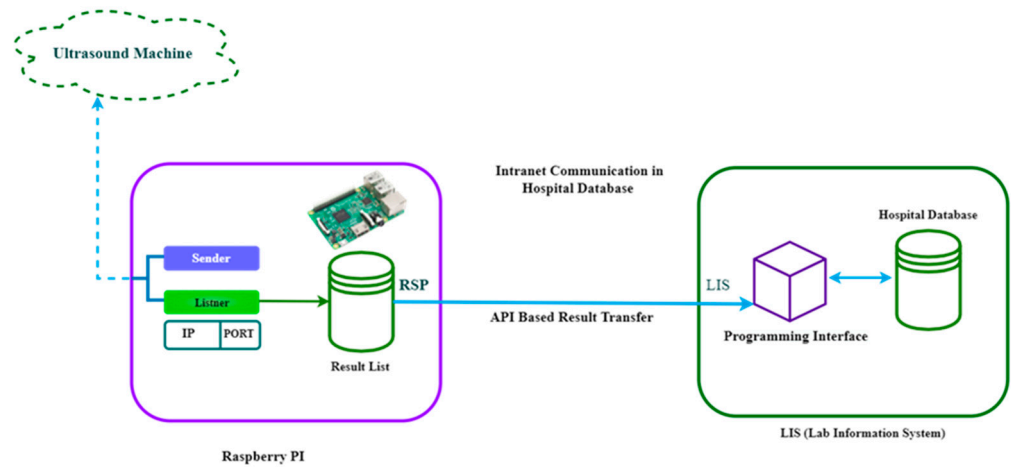 Ultrasound Machine
Intranet Communication in
Hospital Database
Hospital Database
Sender
RSP
LIS
Listner
API Based Result Transfer
IP
PORT
Programming Interface
Result List
LIS (Lab Information System)
Raspberry PI